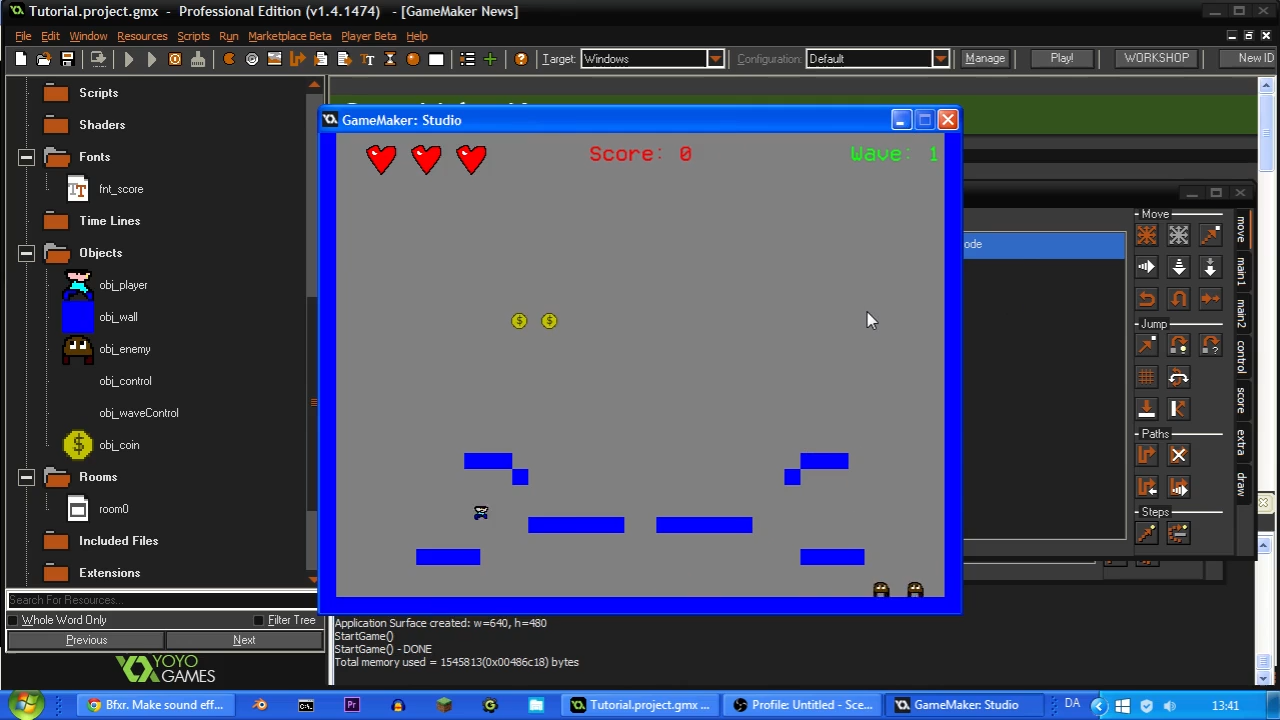 Tutorial.project.gmx - Professional Edition (v1.4.1474) - [GameMaker News]
File Edit Window Resources Scripts Run Marketplace Beta Player Beta Help
Target: Windows Configuration: Default Manage Play! WORKSHOP New ID
Scripts
Shaders
Fonts
fnt_score
Time Lines
Objects
obj_player
obj_wall
obj_enemy
obj_control
obj_waveControl
obj_coin
Rooms
room0
Included Files
Extensions
Search For Resources...
Whole Word Only Filter Tree
Previous Next
YOYO
GAMES
GameMaker: Studio
Score: 0
Wave: 1
ode
Move
Jump
Paths
Steps
move
main1
main2
control
score
extra
draw
Application Surface created: w=640, h=480
StartGame()
StartGame() - DONE
Total memory used = 1545813(0x00486c18) bytes
Bfxr. Make sound ef...
Tutorial.project.gmx ...
Profile: Untitled - Sce...
GameMaker: Studio
DA
13:41